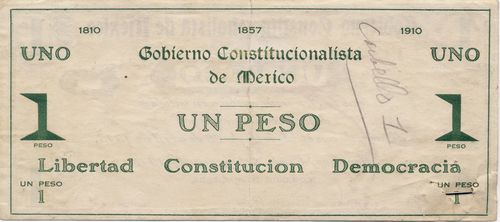 1810 1857 1910
UNO Gobierno Constitucionalista UNO
de Mexico
1 UN PESO 1
PESO PESO
Libertad Constitucion Democracia
UN PESO UN PESO
1 1